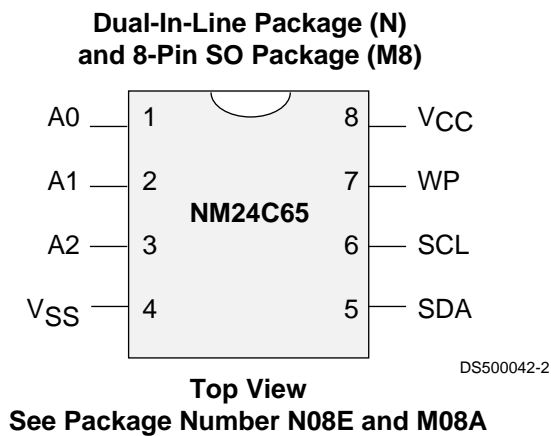 Dual-In-Line Package (N)
and 8-Pin SO Package (M8)
A0 1 8 VCC
A1 2 7 WP
NM24C65
A2 3 6 SCL
VSS 4 5 SDA
DS500042-2
Top View
See Package Number N08E and M08A